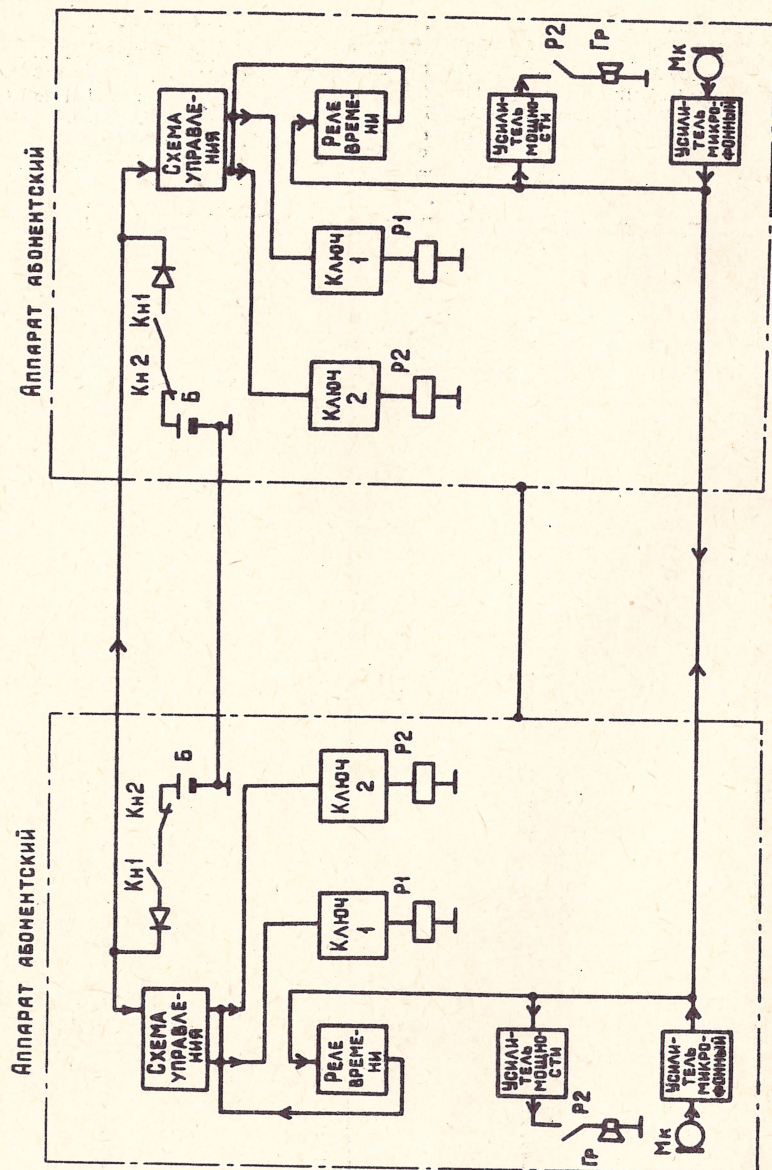 Аппарат абонентский
Схема
управле-
ния
Кн1
Кн2
Б
Реле
време-
ни
Ключ
1
Р1
Ключ
2
Р2
Усили-
тель
мощно-
сти
Р2
Гр
Усили-
тель
микро-
фонный
Мк
Аппарат абонентский
Схема
управле-
ния
Кн2
Кн1
Б
Реле
време-
ни
Ключ
2
Р2
Ключ
1
Р1
Усили-
тель
мощно-
сти
Р2
Гр
Усили-
тель
микро-
фонный
Мк